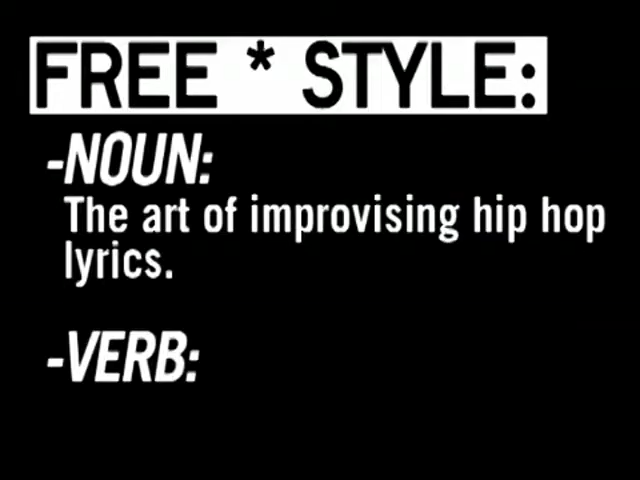 FREE * STYLE:
-NOUN:
The art of improvising hip hop
lyrics.
-VERB: